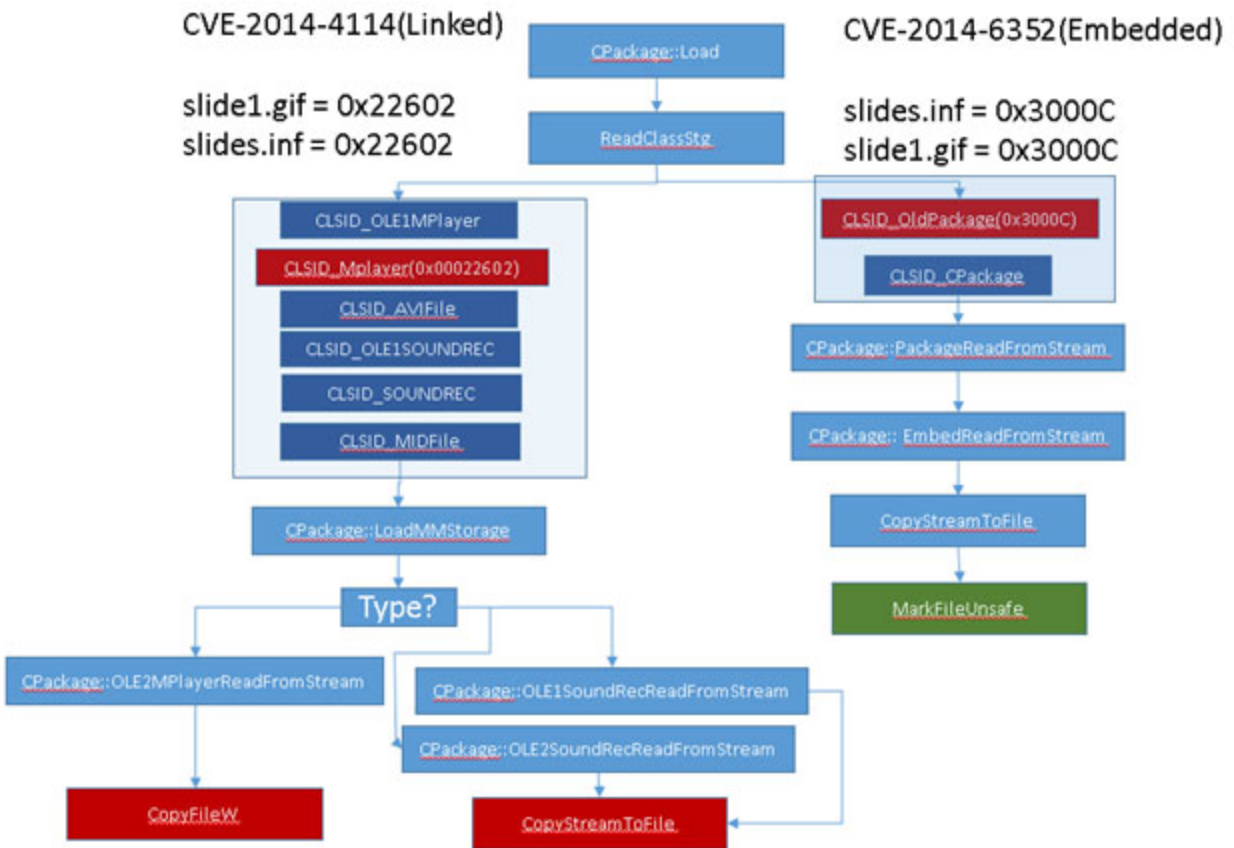 CVE-2014-4114(Linked)
CPackage::Load
CVE-2014-6352(Embedded)
slide1.gif = 0x22602
slides.inf = 0x22602
ReadClassStg
slides.inf = 0x3000C
slide1.gif = 0x3000C
CLSID_OLE1MPlayer
CLSID_Mplayer(0x00022602)
CLSID_AVIFile
CLSID_OLE1SOUNDREC
CLSID_SOUNDREC
CLSID_MIDFile
CLSID_OldPackage(0x3000C)
CLSID_CPackage
CPackage::PackageReadFromStream
CPackage:: EmbedReadFromStream
CopyStreamToFile
MarkFileUnsafe
CPackage::LoadMMStorage
Type?
CPackage::OLE2MPlayerReadFromStream
CPackage::OLE1SoundRecReadFromStream
CPackage::OLE2SoundRecReadFromStream
CopyFileW
CopyStreamToFile